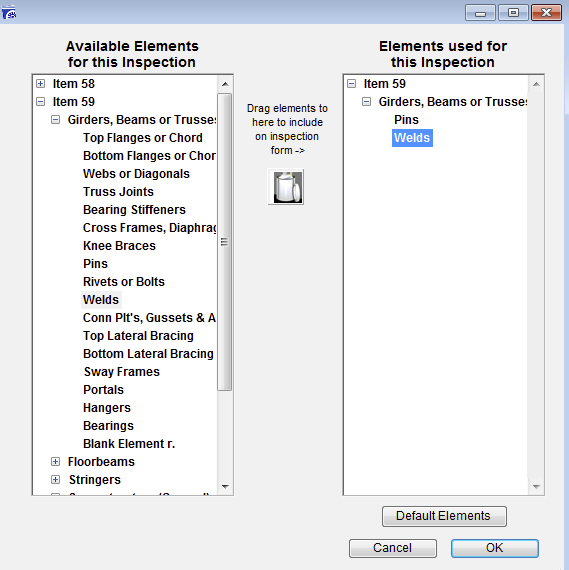 Available Elements
for this Inspection
Item 58
Item 59
Girders, Beams or Trusses
Top Flanges or Chord
Bottom Flanges or Chor
Webs or Diagonals
Truss Joints
Bearing Stiffeners
Cross Frames, Diaphrag
Knee Braces
Pins
Rivets or Bolts
Welds
Conn Plt's, Gussets & A
Top Lateral Bracing
Bottom Lateral Bracing
Sway Frames
Portals
Hangers
Bearings
Blank Element r.
Floorbeams
Stringers
Drag elements to
here to include
on inspection
form ->
Elements used for
this Inspection
Item 59
Girders, Beams or Trusses
Pins
Welds
Default Elements
Cancel
OK